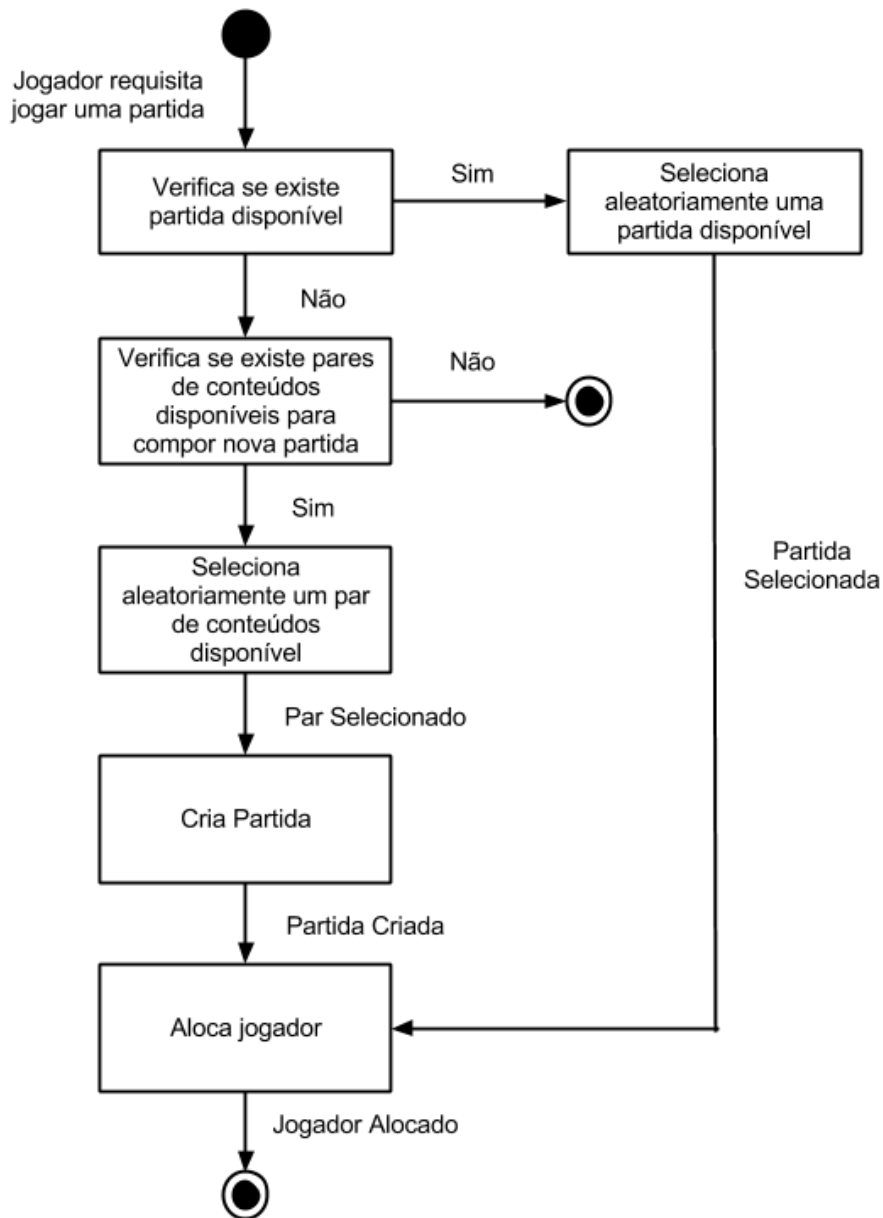 Jogador requisita
jogar uma partida
Verifica se existe
partida disponível
Sim
Seleciona
aleatoriamente uma
partida disponível
Não
Verifica se existe pares
de conteúdos
disponíveis para
compor nova partida
Não
Sim
Seleciona
aleatoriamente um par
de conteúdos
disponível
Partida
Selecionada
Par Selecionado
Cria Partida
Partida Criada
Aloca jogador
Jogador Alocado